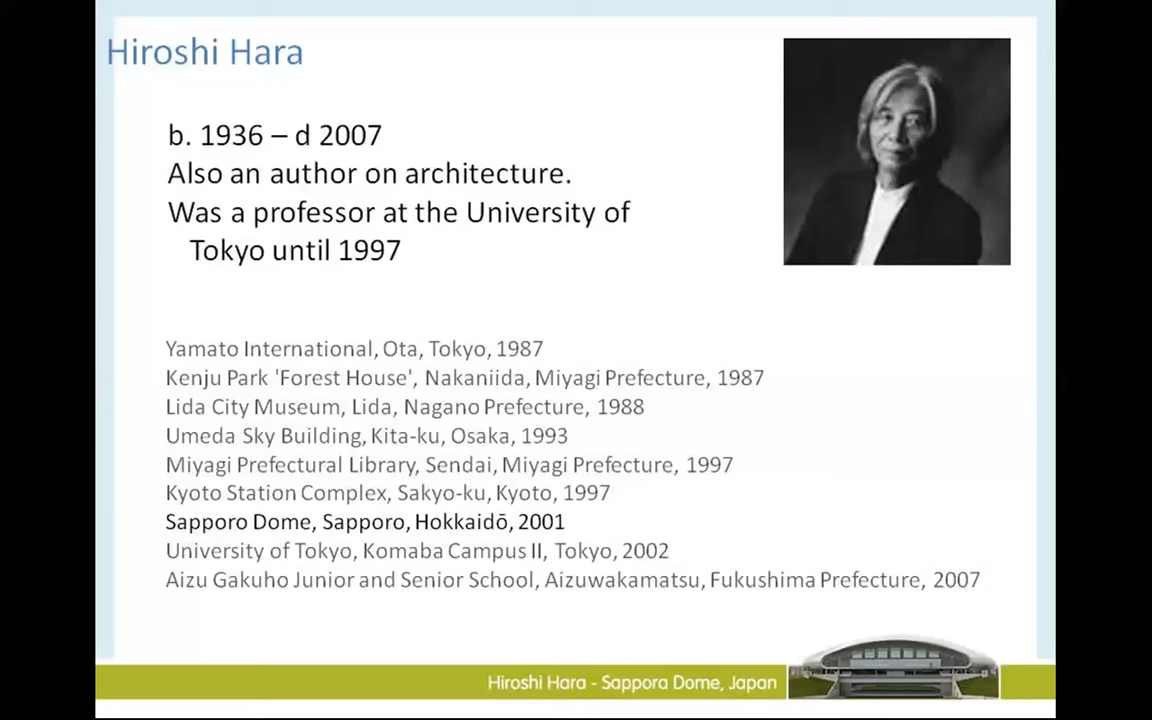 Hiroshi Hara
b. 1936 – d 2007
Also an author on architecture.
Was a professor at the University of
Tokyo until 1997
Yamato International, Ota, Tokyo, 1987
Kenju Park 'Forest House', Nakaniida, Miyagi Prefecture, 1987
Lida City Museum, Lida, Nagano Prefecture, 1988
Umeda Sky Building, Kita-ku, Osaka, 1993
Miyagi Prefectural Library, Sendai, Miyagi Prefecture, 1997
Kyoto Station Complex, Sakyo-ku, Kyoto, 1997
Sapporo Dome, Sapporo, Hokkaidō, 2001
University of Tokyo, Komaba Campus II, Tokyo, 2002
Aizu Gakuho Junior and Senior School, Aizuwakamatsu, Fukushima Prefecture, 2007
Hiroshi Hara - Sappora Dome, Japan